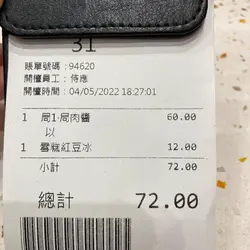 31
賬單號碼：94620
開檯員工：侍應
開檯時間：04/05/2022 18:27:01
1 局1·局肉醬 60.00
以
1 雪糕紅豆冰 12.00
小計 72.00
總計 72.00